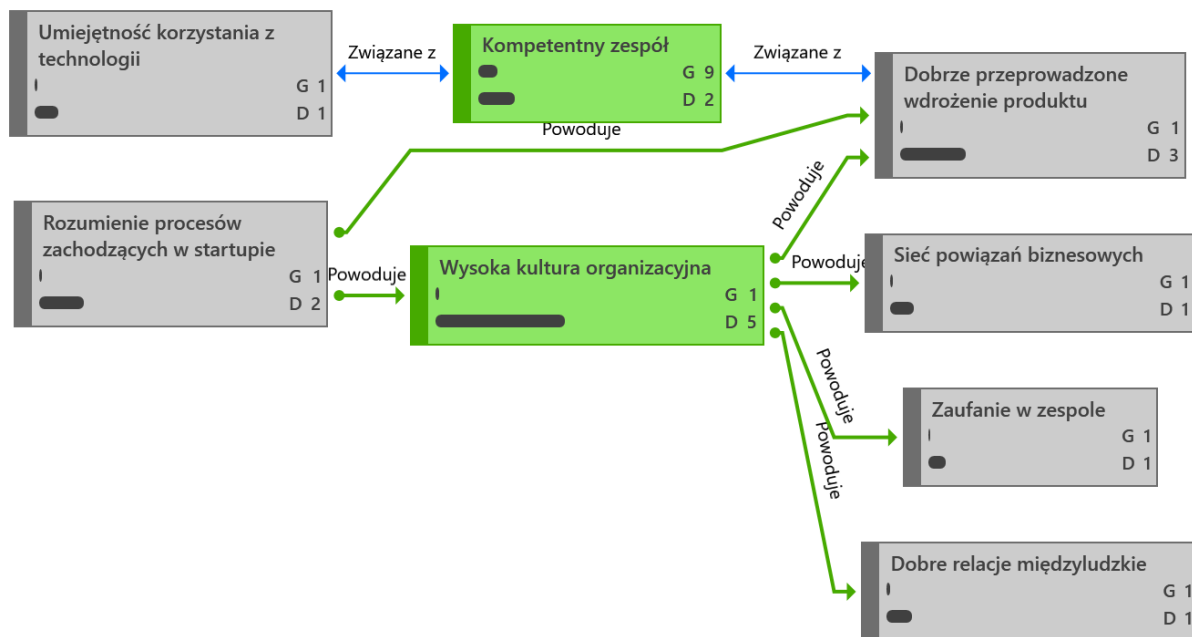 Umiejętność korzystania z
technologii
G 1
D 1
Związane z
Kompetentny zespół
G 9
D 2
Związane z
Dobrze przeprowadzone
wdrożenie produktu
G 1
D 3
Powoduje
Rozumienie procesów
zachodzących w startupie
G 1
D 2
Powoduje
Wysoka kultura organizacyjna
G 1
D 5
Powoduje
Powoduje
Sieć powiązań biznesowych
G 1
D 1
Powoduje
Zaufanie w zespole
G 1
D 1
Powoduje
Dobre relacje międzyludzkie
G 1
D 1